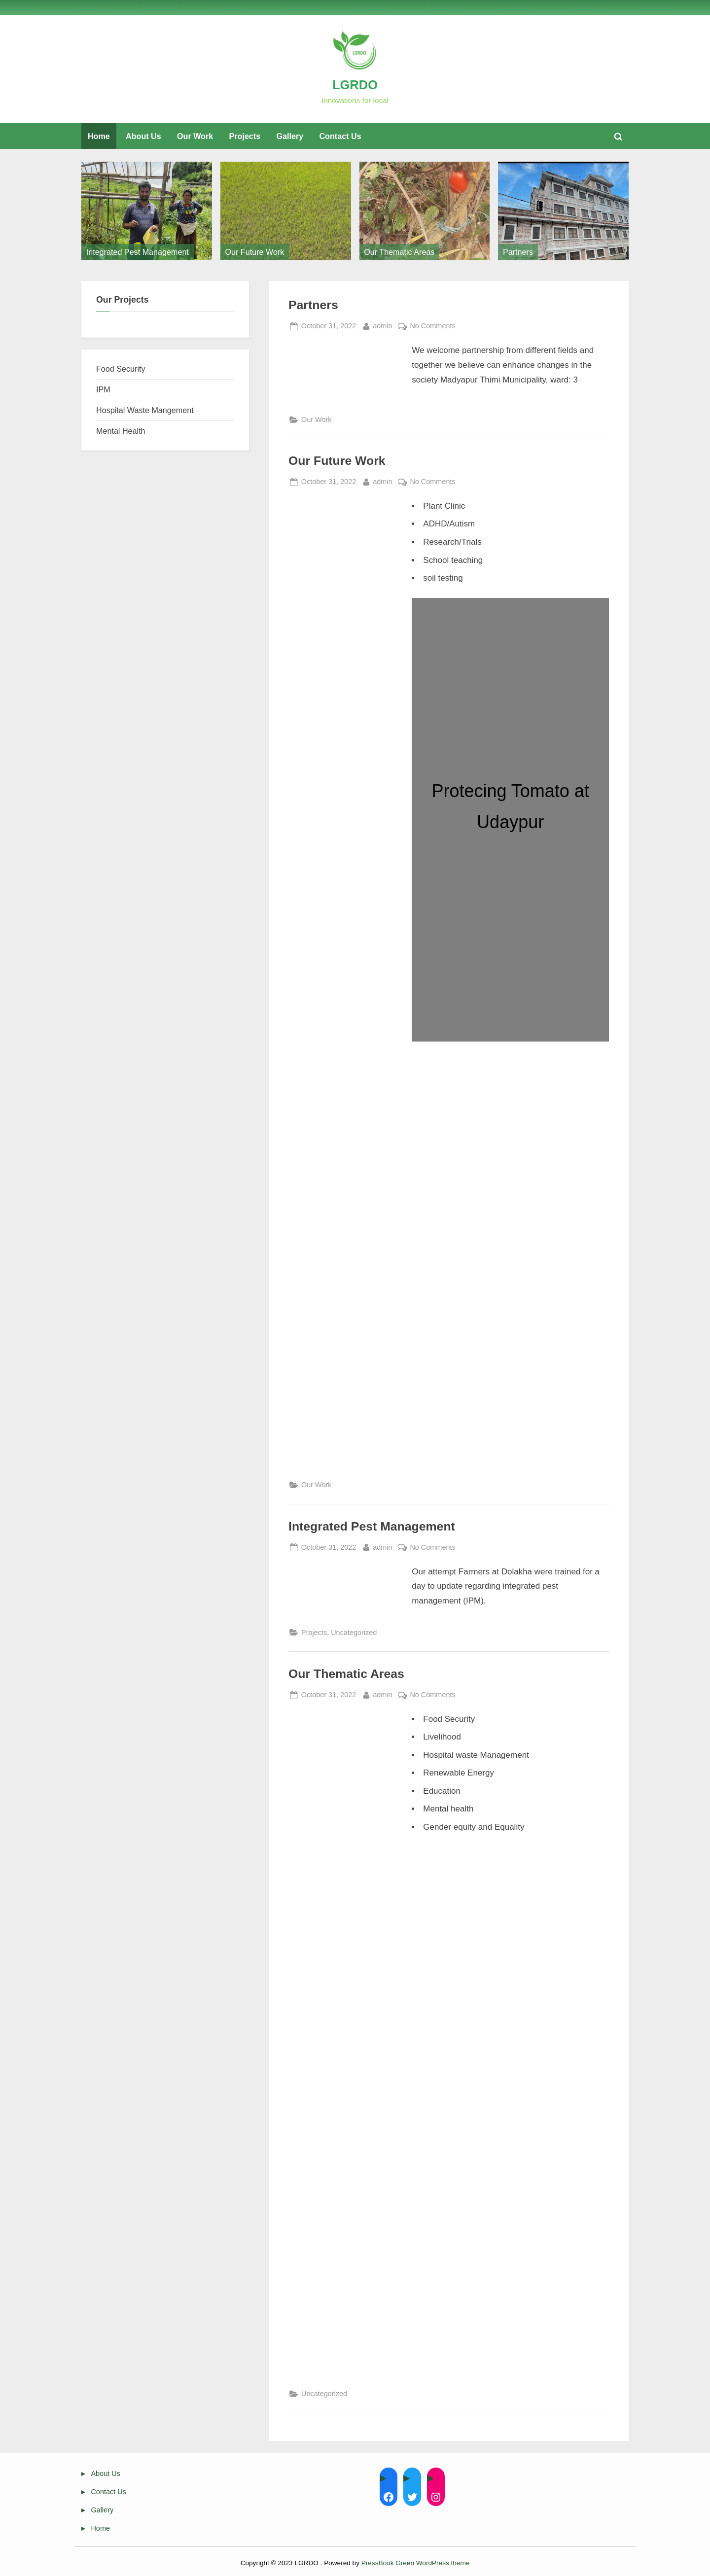 LGRDO
LGRDO
Innovations for local
Home
About Us
Our Work
Projects
Gallery
Contact Us
Integrated Pest Management
Our Future Work
Our Thematic Areas
Partners
Our Projects
Food Security
IPM
Hospital Waste Mangement
Mental Health
Partners
October 31, 2022 admin No Comments
We welcome partnership from different fields and
together we believe can enhance changes in the
society Madyapur Thimi Municipality, ward: 3
Our Work
Our Future Work
October 31, 2022 admin No Comments
• Plant Clinic
• ADHD/Autism
• Research/Trials
• School teaching
• soil testing
Protecing Tomato at
Udaypur
Our Work
Integrated Pest Management
October 31, 2022 admin No Comments
Our attempt Farmers at Dolakha were trained for a
day to update regarding integrated pest
management (IPM).
Projects, Uncategorized
Our Thematic Areas
October 31, 2022 admin No Comments
• Food Security
• Livelihood
• Hospital waste Management
• Renewable Energy
• Education
• Mental health
• Gender equity and Equality
Uncategorized
About Us
Contact Us
Gallery
Home
Copyright © 2023 LGRDO . Powered by PressBook Green WordPress theme